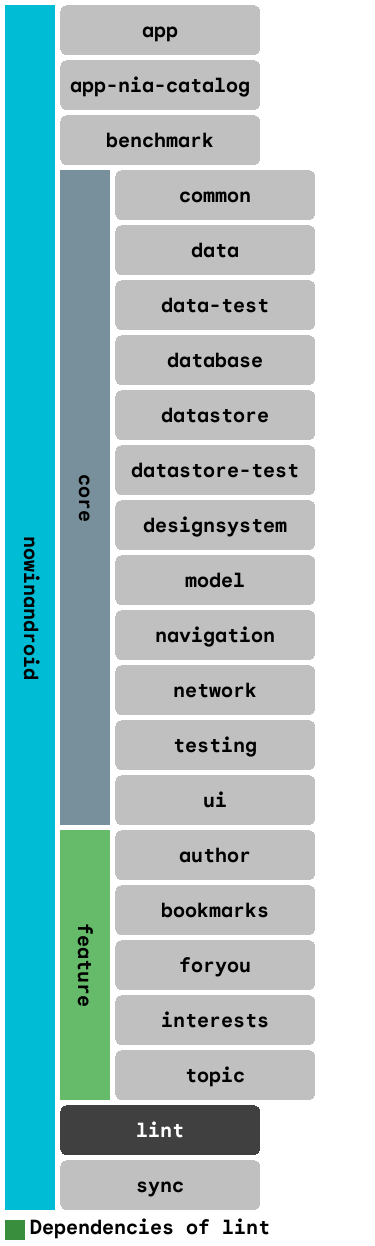 nowinandroid
app
app-nia-catalog
benchmark
core
common
data
data-test
database
datastore
datastore-test
designsystem
model
navigation
network
testing
ui
feature
author
bookmarks
foryou
interests
topic
lint
sync
Dependencies of lint